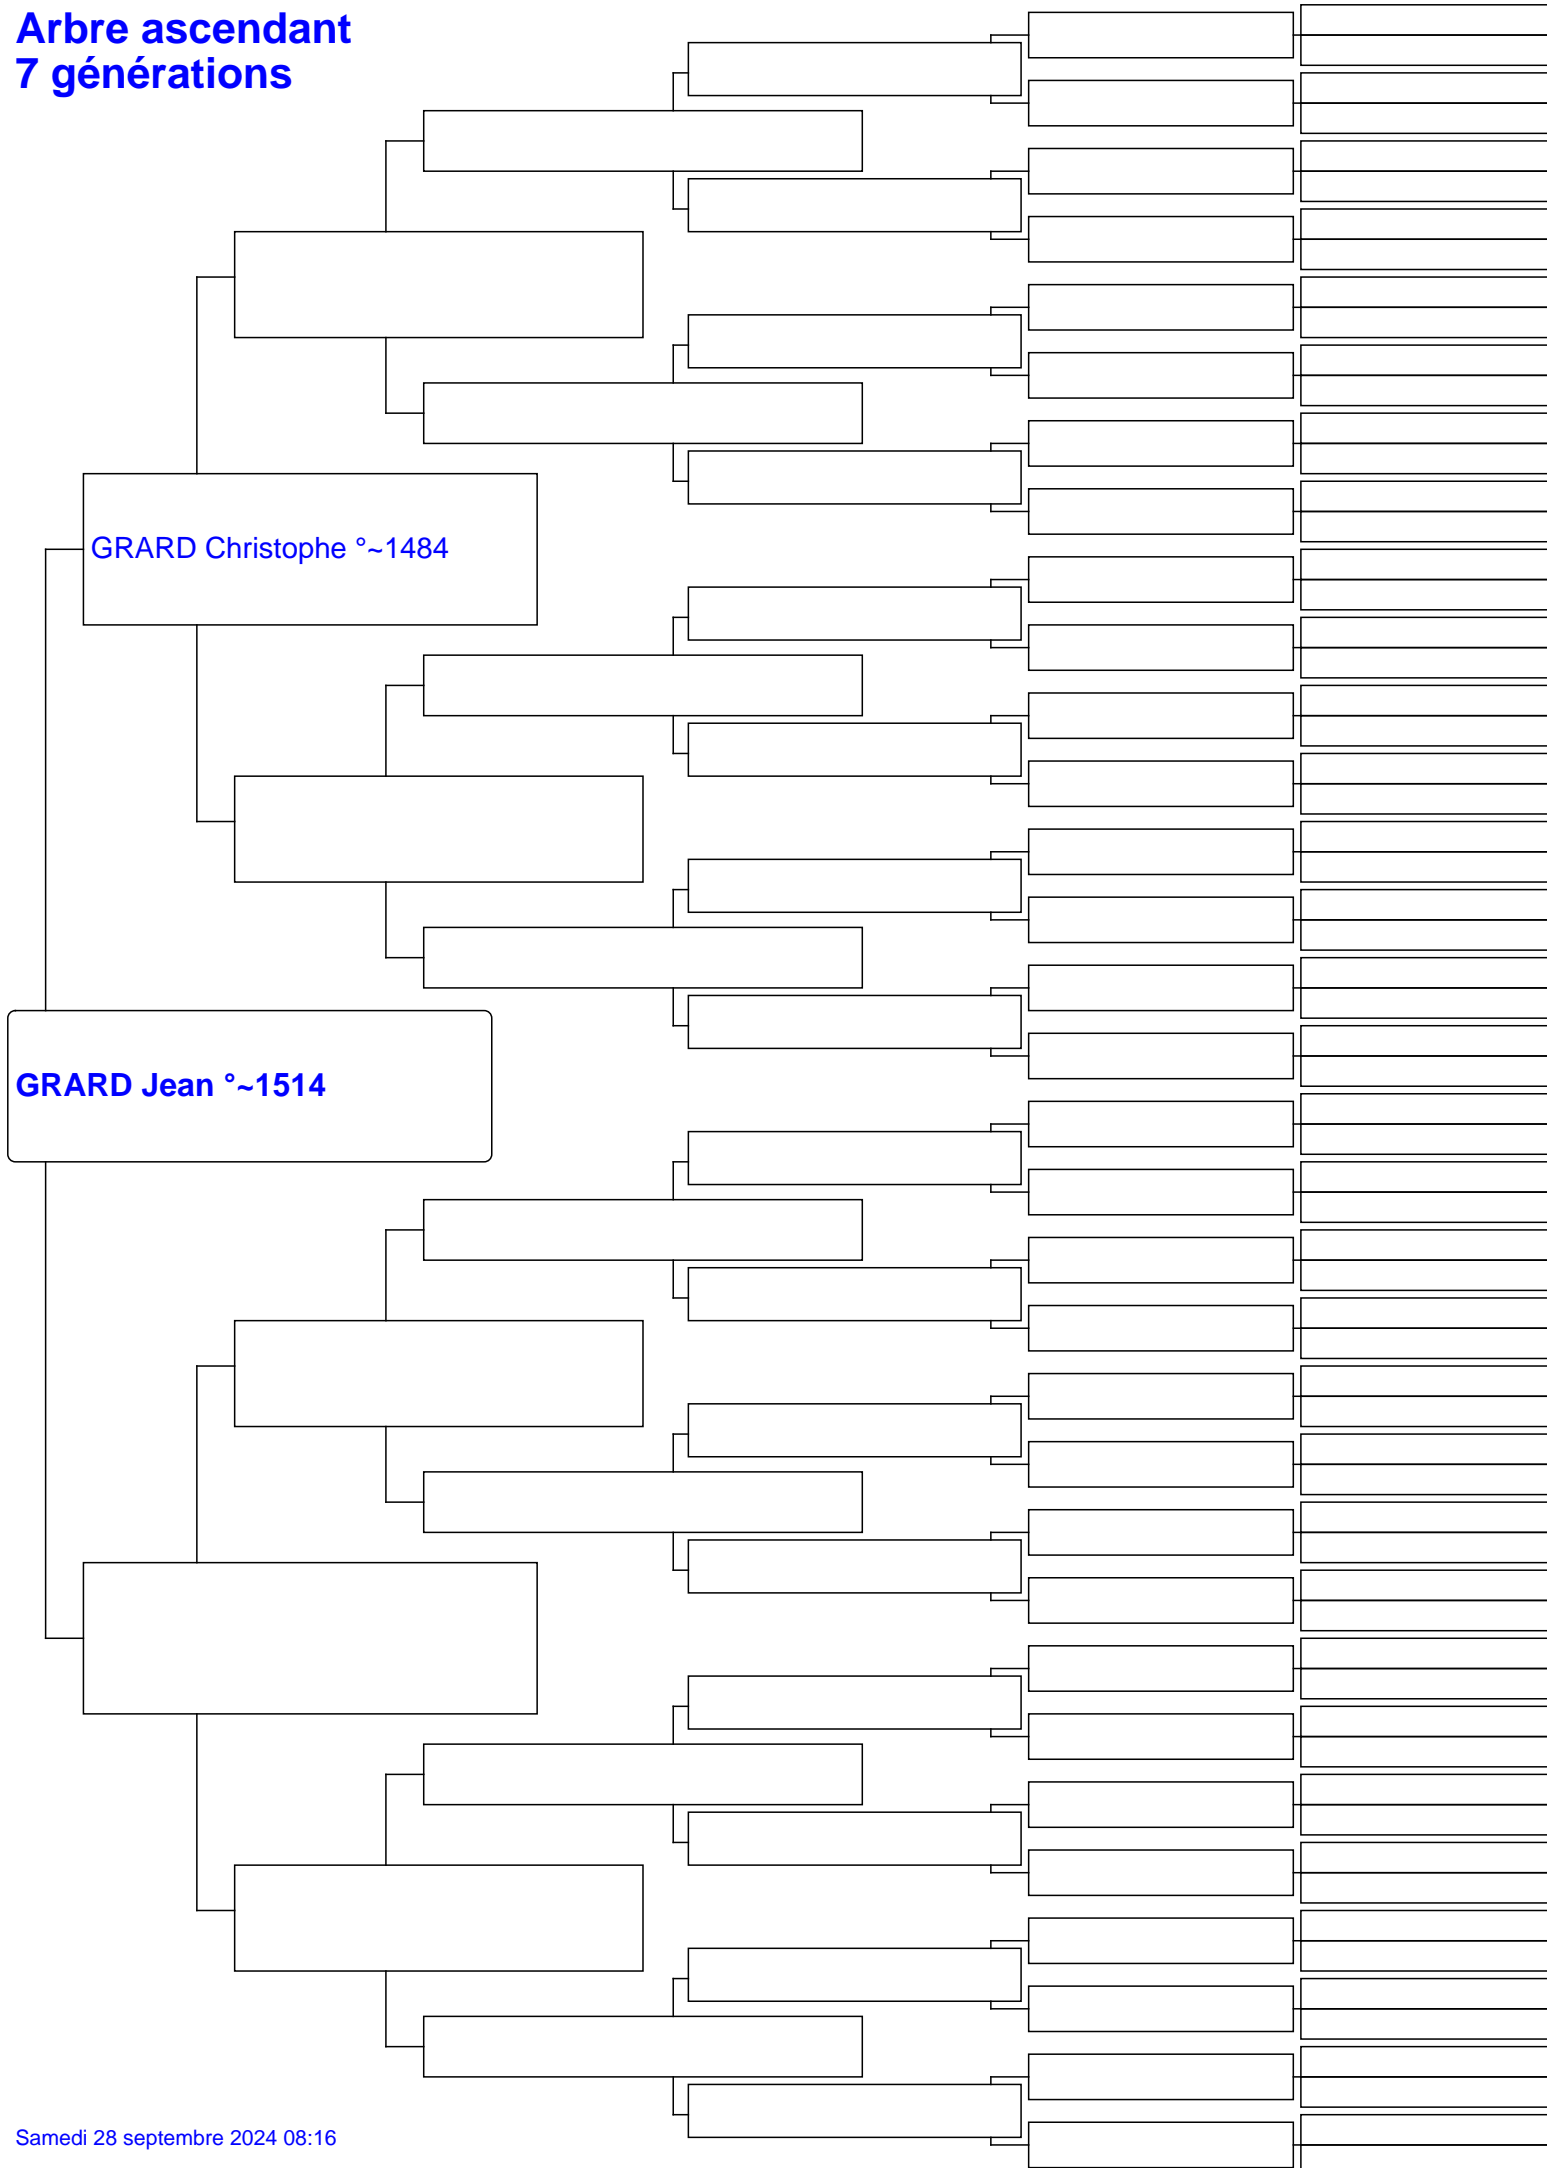 Arbre ascendant
7 générations
GRARD Christophe °~1484
GRARD Jean °~1514
Samedi 28 septembre 2024 08:16